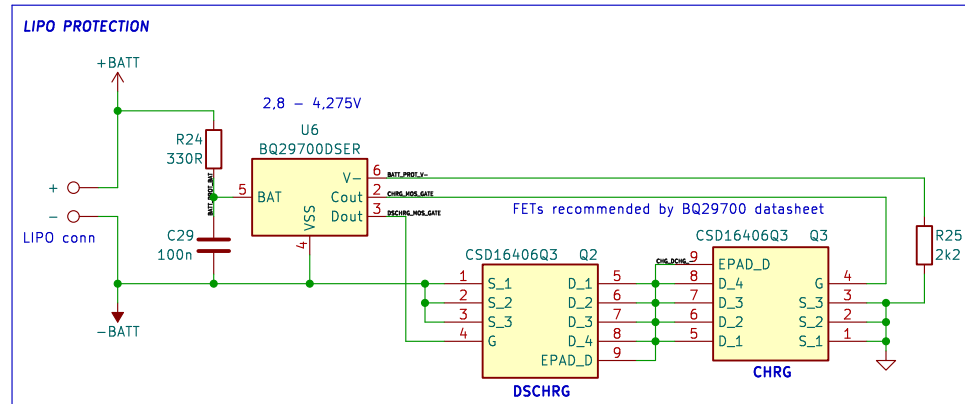 LIPO PROTECTION
+BATT
2,8 – 4,275V
U6
BQ29700DSER
R24
330R
BATT_PROT_BAT
5 BAT
V- 6 BATT_PROT_V-
Cout 2 CHRG_MOS_GATE
Dout 3 DSCHRG_MOS_GATE
VSS
4
+
-
LIPO conn
C29
100n
-BATT
FETs recommended by BQ29700 datasheet
R25
2k2
CSD16406Q3 Q2
1 S_1 D_1 5
2 S_2 D_2 6
3 S_3 D_3 7
4 G D_4 8
EPAD_D 9
DSCHRG
CSD16406Q3 Q3
CHG_DCHG_
9 EPAD_D
8 D_4 G 4
7 D_3 S_3 3
6 D_2 S_2 2
5 D_1 S_1 1
CHRG